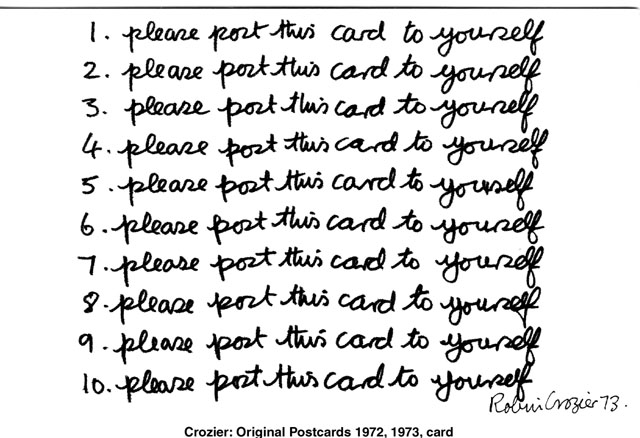 1. please post this card to yourself
2. please post this card to yourself
3. please post this card to yourself
4. please post this card to yourself
5. please post this card to yourself
6. please post this card to yourself
7. please post this card to yourself
8. please post this card to yourself
9. please post this card to yourself
10. please post this card to yourself
Robin Crozier 73.
Crozier: Original Postcards 1972, 1973, card